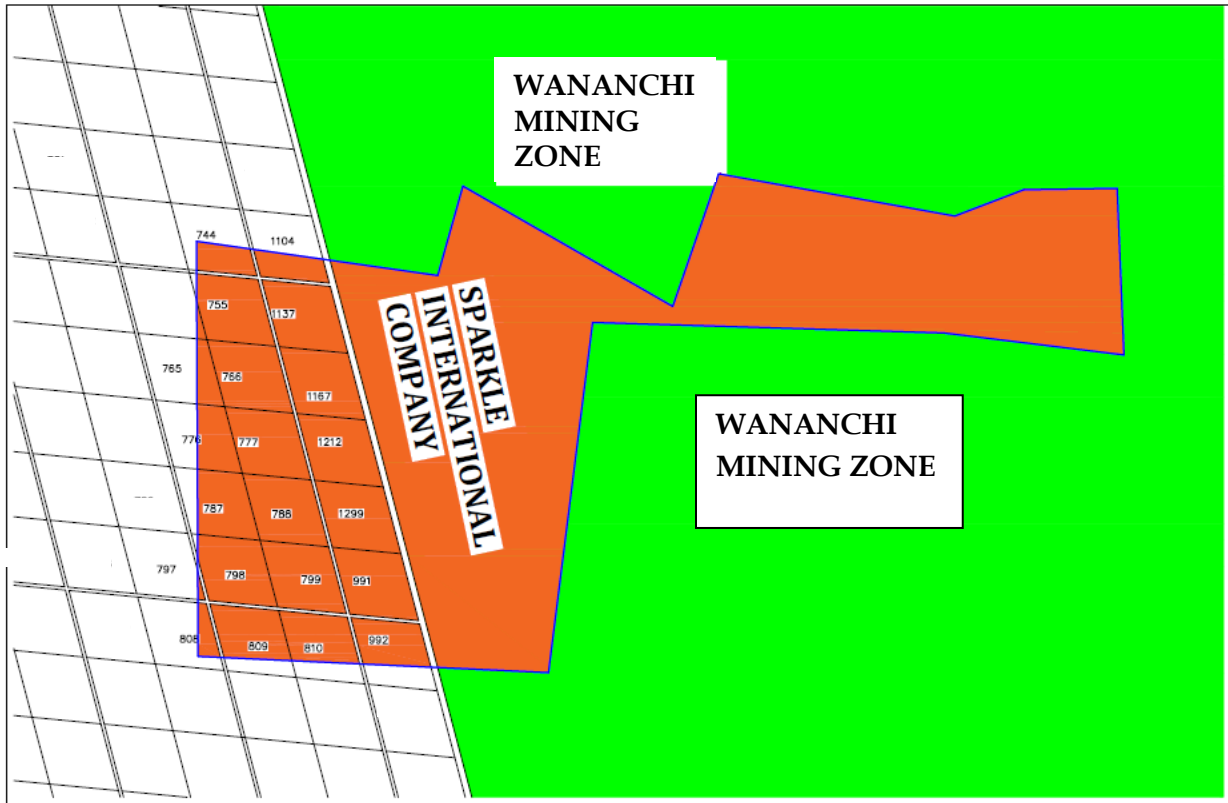 WANANCHI
MINING
ZONE
744
1104
755
1137
765
766
1167
776
777
1212
787
788
1299
797
798
799
991
808
809
810
992
SPARKLE
INTERNATIONAL
COMPANY
WANANCHI
MINING ZONE